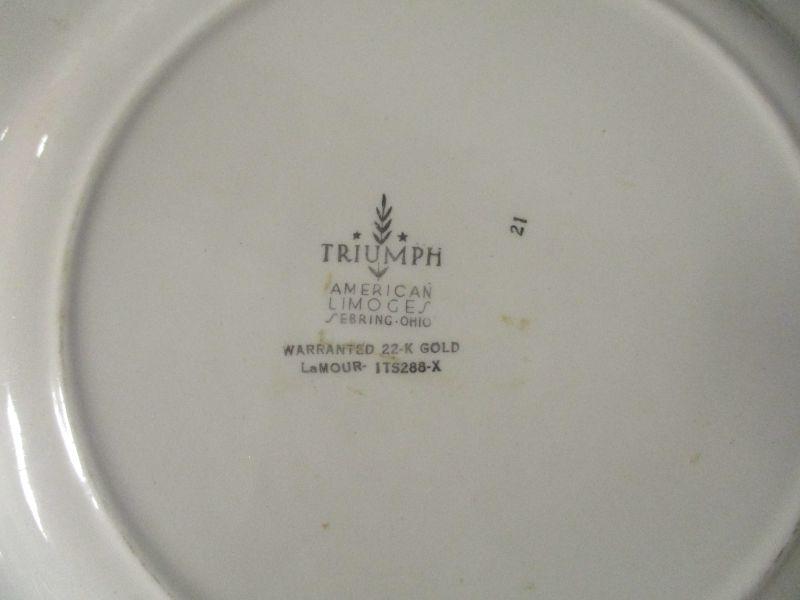 TRIUMPH
AMERICAN
LIMOGES
SEBRING·OHIO
WARRANTED 22-K GOLD
LaMOUR- 1TS288-X
21